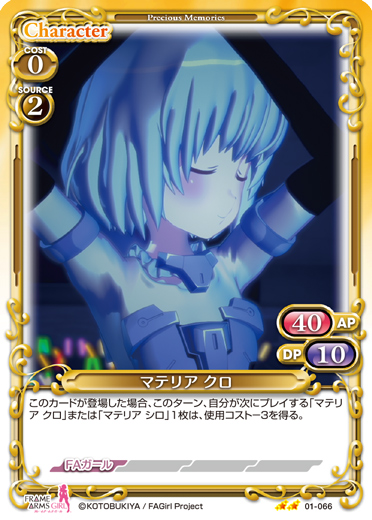 Precious Memories
Character
COST
0
SOURCE
2
40 AP
DP 10
マテリア クロ
このカードが登場した場合、このターン、自分が次にプレイする「マテリ
ア クロ」または「マテリア シロ」1枚は、使用コスト−3を得る。
FAガール
FRAME
ARMS GIRL
©KOTOBUKIYA / FAGirl Project
01-066